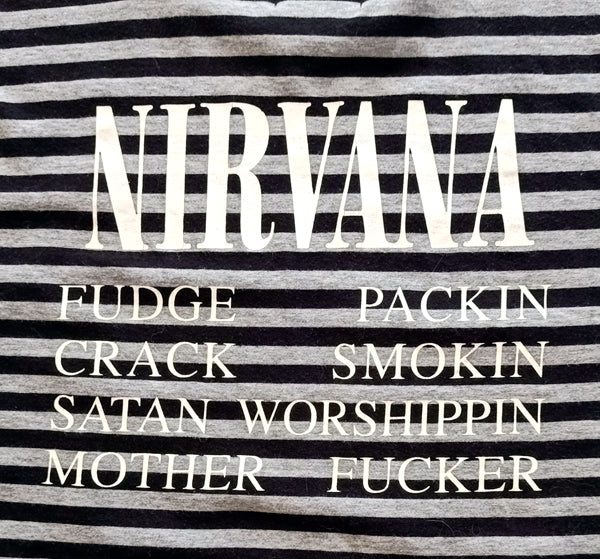 NIRVANA
FUDGE PACKIN
CRACK SMOKIN
SATAN WORSHIPPIN
MOTHER FUCKER